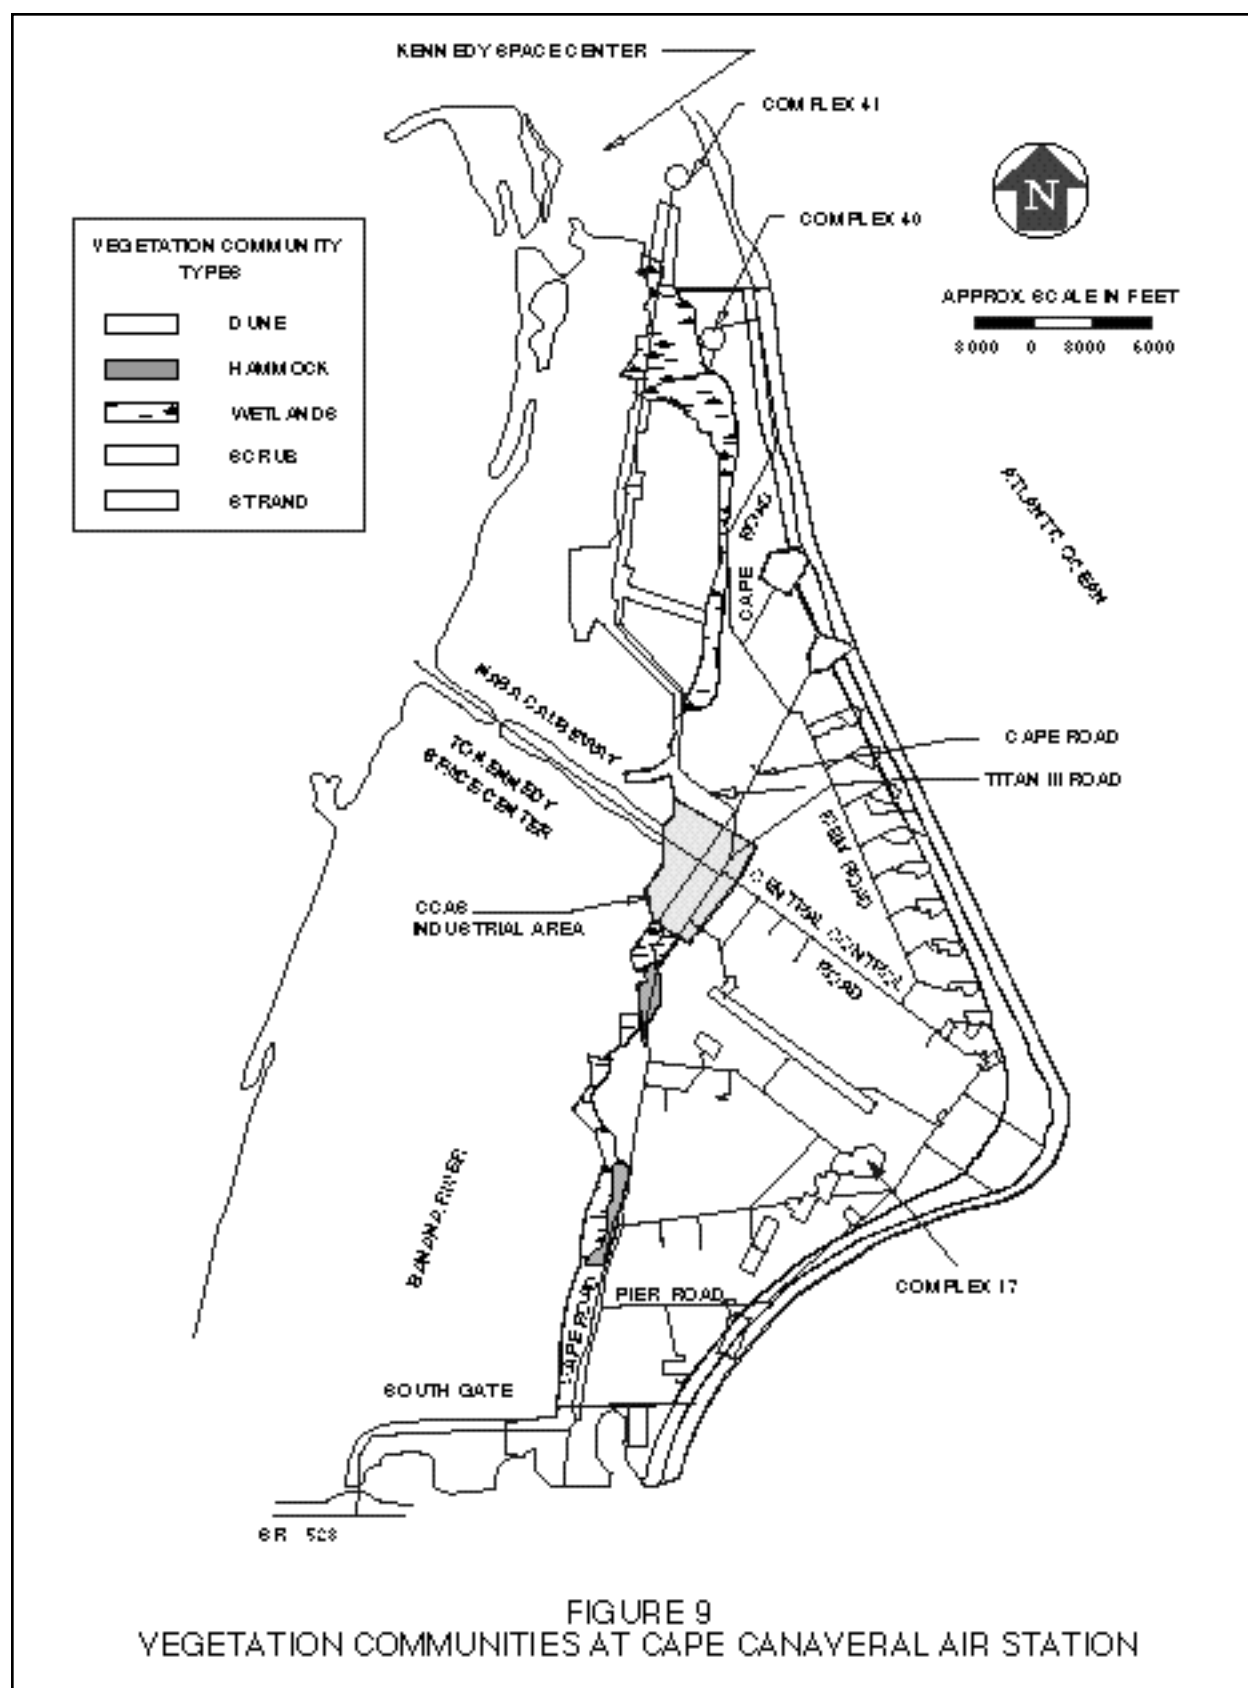 KENNEDY SPACE CENTER
COMPLEX 41
COMPLEX 40
N
VEGETATION COMMUNITY
TYPES
DUNE
HAMMOCK
WETLANDS
SCRUB
STRAND
APPROX. SCALE IN FEET
3000 0 3000 6000
ATLANTIC OCEAN
CAPE ROAD
NASA CAUSEWAY
TO KENNEDY
SPACE CENTER
CAPE ROAD
TITAN III ROAD
ICBM ROAD
CCAS
INDUSTRIAL AREA
CENTRAL CONTROL
ROAD
BANANA RIVER
COMPLEX 17
PIER ROAD
CAPE ROAD
SOUTH GATE
SR 528
FIGURE 9
VEGETATION COMMUNITIES AT CAPE CANAVERAL AIR STATION